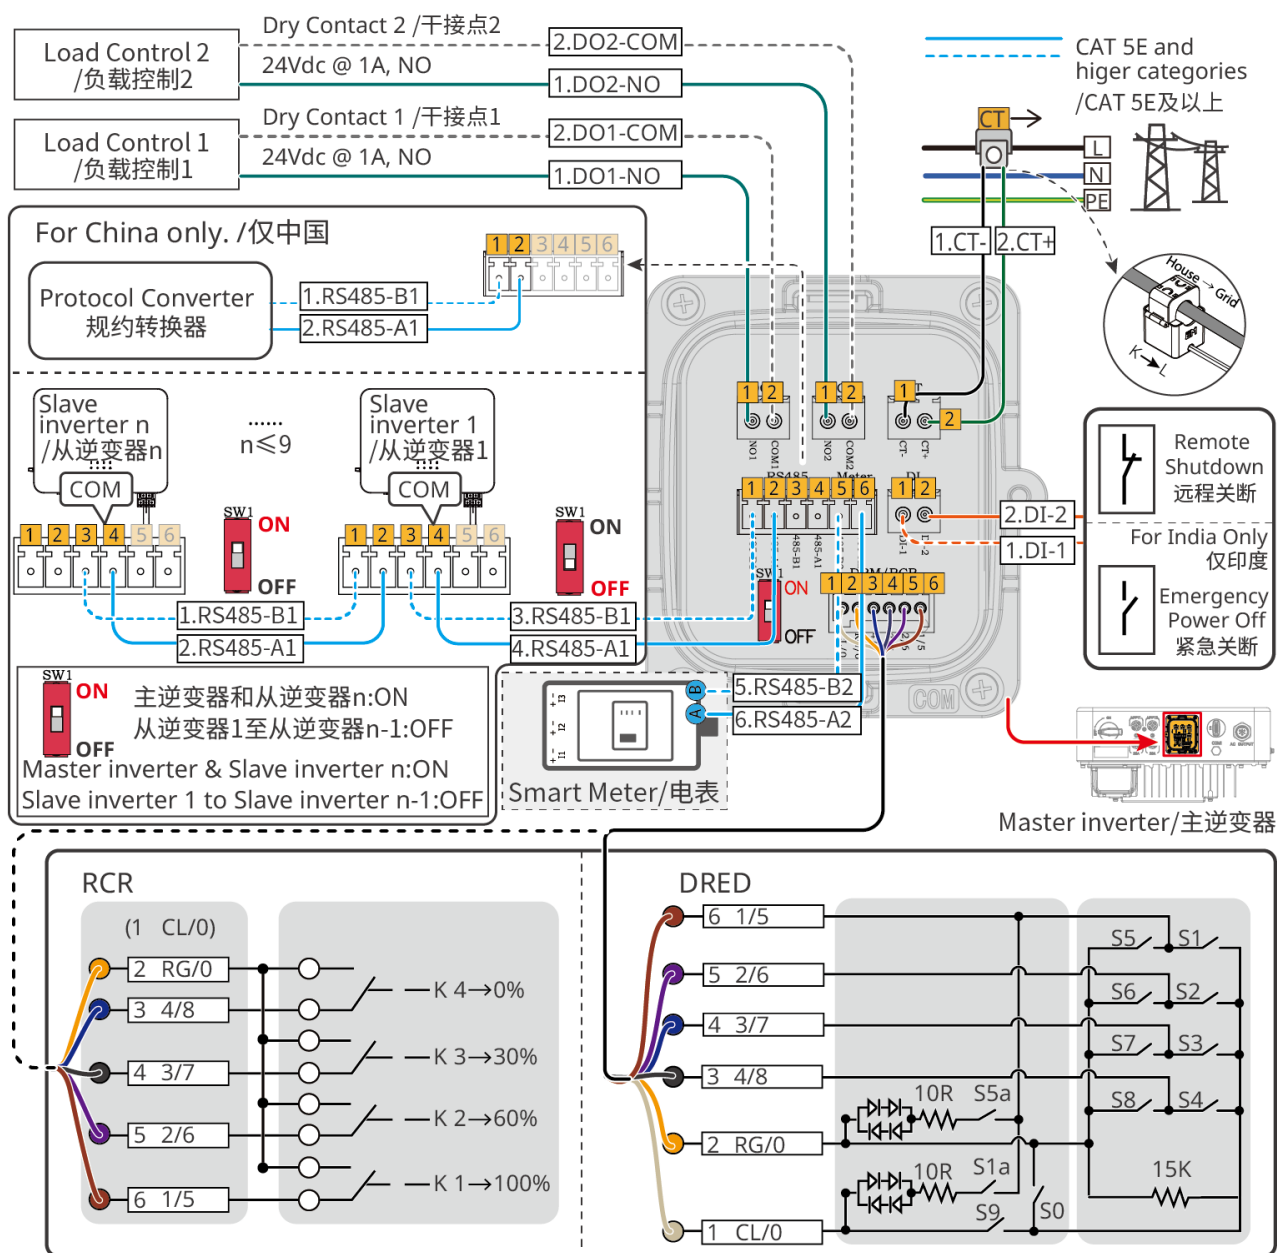 Dry Contact 2 /干接点2
Load Control 2
/负载控制2
2.DO2-COM
24Vdc @ 1A, NO
1.DO2-NO
Dry Contact 1 /干接点1
Load Control 1
/负载控制1
2.DO1-COM
24Vdc @ 1A, NO
1.DO1-NO
CAT 5E and
higer categories
/CAT 5E及以上
CT
L
N
PE
1.CT-
2.CT+
House → Grid
K→L
For China only. /仅中国
1 2 3 4 5 6
Protocol Converter
规约转换器
1.RS485-B1
2.RS485-A1
Slave
inverter n
/从逆变器n
COM
......
n≤9
Slave
inverter 1
/从逆变器1
COM
1 2 3 4 5 6
SW1
ON
OFF
1 2 3 4 5 6
SW1
ON
OFF
1.RS485-B1
2.RS485-A1
3.RS485-B1
4.RS485-A1
SW1
ON
OFF
主逆变器和从逆变器n:ON
从逆变器1至从逆变器n-1:OFF
Master inverter & Slave inverter n:ON
Slave inverter 1 to Slave inverter n-1:OFF
1 2
NO1
COM1
1 2
NO2
COM2
1
2
CT-
CT+
RS485
Meter
1 2 3 4 5 6
485-B1
485-A1
DI
1 2
DI-1
DI-2
DRM/RCR
1 2 3 4 5 6
SW1
ON
OFF
COM
2.DI-2
1.DI-1
Remote
Shutdown
远程关断
For India Only
仅印度
Emergency
Power Off
紧急关断
I3
I2
I1
B
A
5.RS485-B2
6.RS485-A2
Smart Meter/电表
Master inverter/主逆变器
RCR
(1 CL/0)
2 RG/0
3 4/8
4 3/7
5 2/6
6 1/5
K 4→0%
K 3→30%
K 2→60%
K 1→100%
DRED
6 1/5
5 2/6
4 3/7
3 4/8
2 RG/0
1 CL/0
S5
S1
S6
S2
S7
S3
S8
S4
10R
S5a
10R
S1a
S9
S0
15K